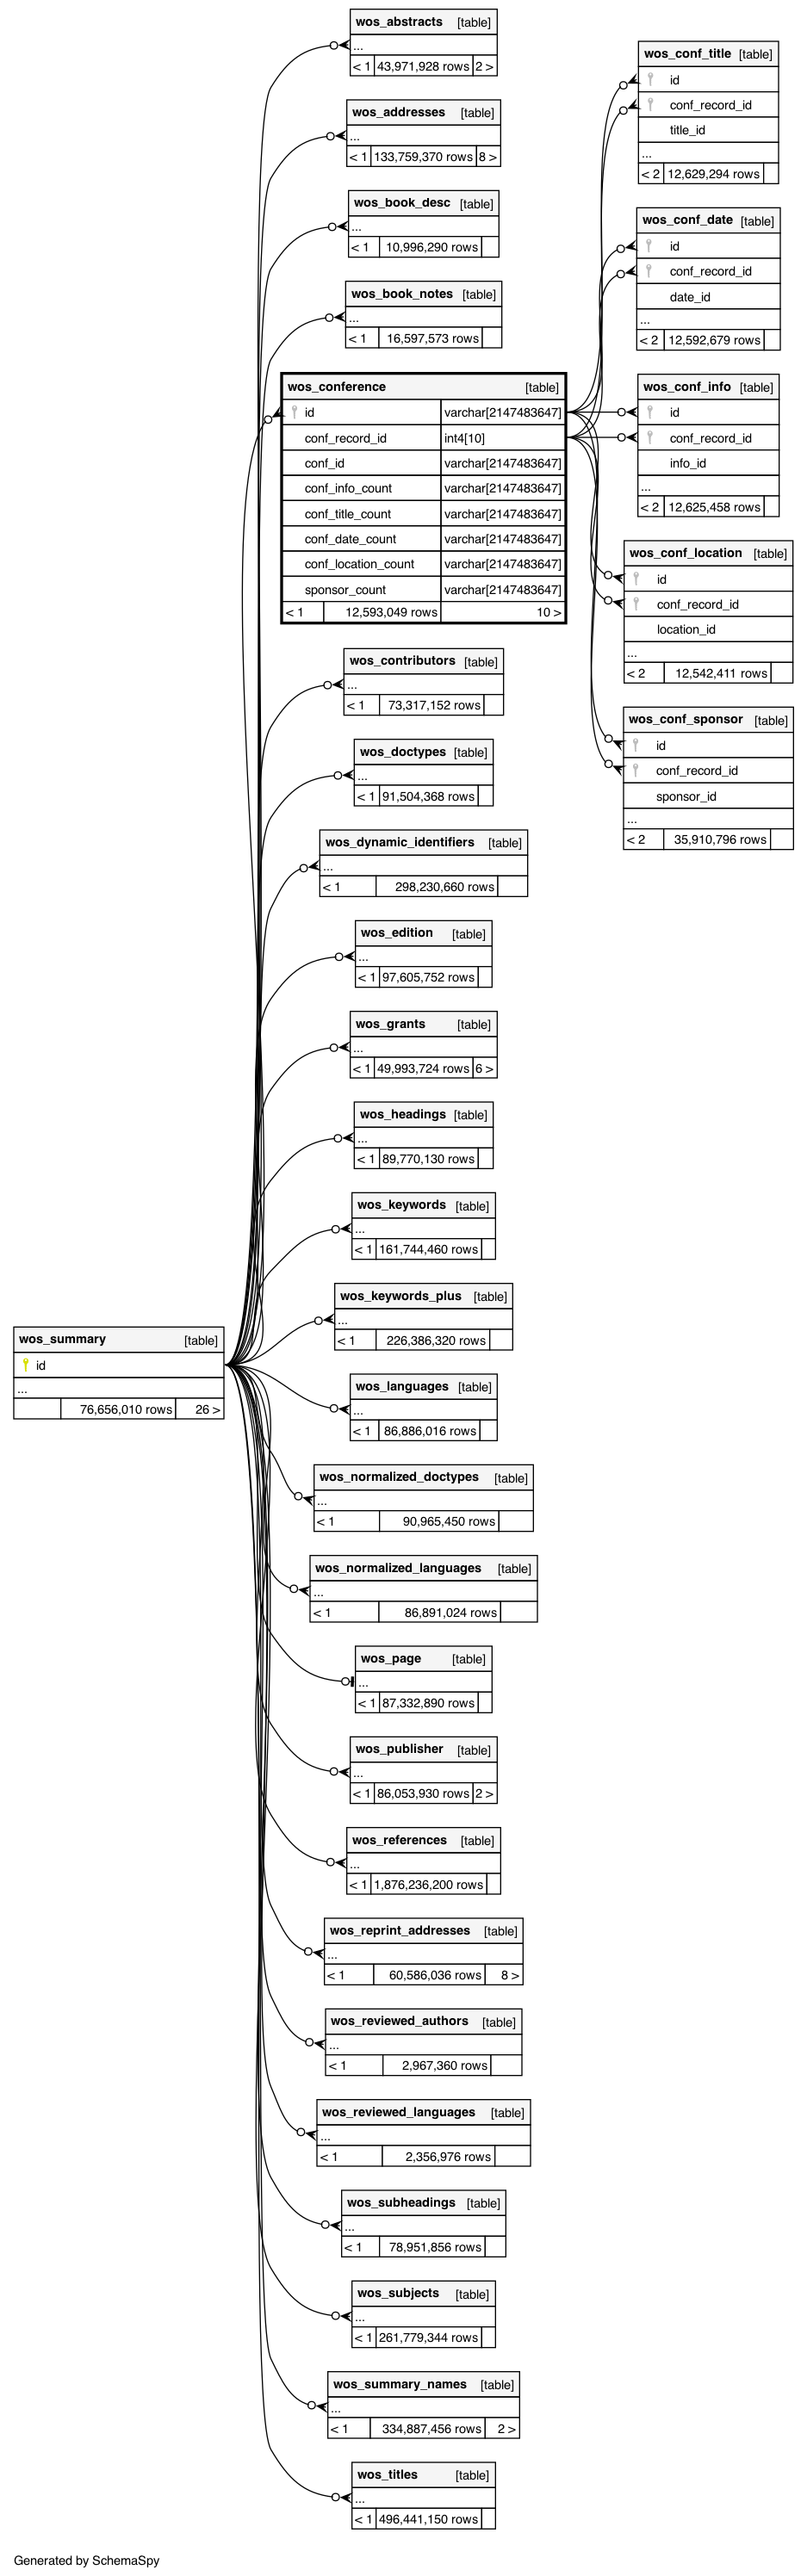 wos_abstracts [table]
...
< 1 43,971,928 rows 2 >
wos_addresses [table]
...
< 1 133,759,370 rows 8 >
wos_book_desc [table]
...
< 1 10,996,290 rows
wos_book_notes [table]
...
< 1 16,597,573 rows
wos_conference [table]
id varchar[2147483647]
conf_record_id int4[10]
conf_id varchar[2147483647]
conf_info_count varchar[2147483647]
conf_title_count varchar[2147483647]
conf_date_count varchar[2147483647]
conf_location_count varchar[2147483647]
sponsor_count varchar[2147483647]
< 1 12,593,049 rows 10 >
wos_conf_title [table]
id
conf_record_id
title_id
...
< 2 12,629,294 rows
wos_conf_date [table]
id
conf_record_id
date_id
...
< 2 12,592,679 rows
wos_conf_info [table]
id
conf_record_id
info_id
...
< 2 12,625,458 rows
wos_conf_location [table]
id
conf_record_id
location_id
...
< 2 12,542,411 rows
wos_conf_sponsor [table]
id
conf_record_id
sponsor_id
...
< 2 35,910,796 rows
wos_contributors [table]
...
< 1 73,317,152 rows
wos_doctypes [table]
...
< 1 91,504,368 rows
wos_dynamic_identifiers [table]
...
< 1 298,230,660 rows
wos_edition [table]
...
< 1 97,605,752 rows
wos_grants [table]
...
< 1 49,993,724 rows 6 >
wos_headings [table]
...
< 1 89,770,130 rows
wos_keywords [table]
...
< 1 161,744,460 rows
wos_keywords_plus [table]
...
< 1 226,386,320 rows
wos_summary [table]
id
...
76,656,010 rows 26 >
wos_languages [table]
...
< 1 86,886,016 rows
wos_normalized_doctypes [table]
...
< 1 90,965,450 rows
wos_normalized_languages [table]
...
< 1 86,891,024 rows
wos_page [table]
...
< 1 87,332,890 rows
wos_publisher [table]
...
< 1 86,053,930 rows 2 >
wos_references [table]
...
< 1 1,876,236,200 rows
wos_reprint_addresses [table]
...
< 1 60,586,036 rows 8 >
wos_reviewed_authors [table]
...
< 1 2,967,360 rows
wos_reviewed_languages [table]
...
< 1 2,356,976 rows
wos_subheadings [table]
...
< 1 78,951,856 rows
wos_subjects [table]
...
< 1 261,779,344 rows
wos_summary_names [table]
...
< 1 334,887,456 rows 2 >
wos_titles [table]
...
< 1 496,441,150 rows
Generated by SchemaSpy